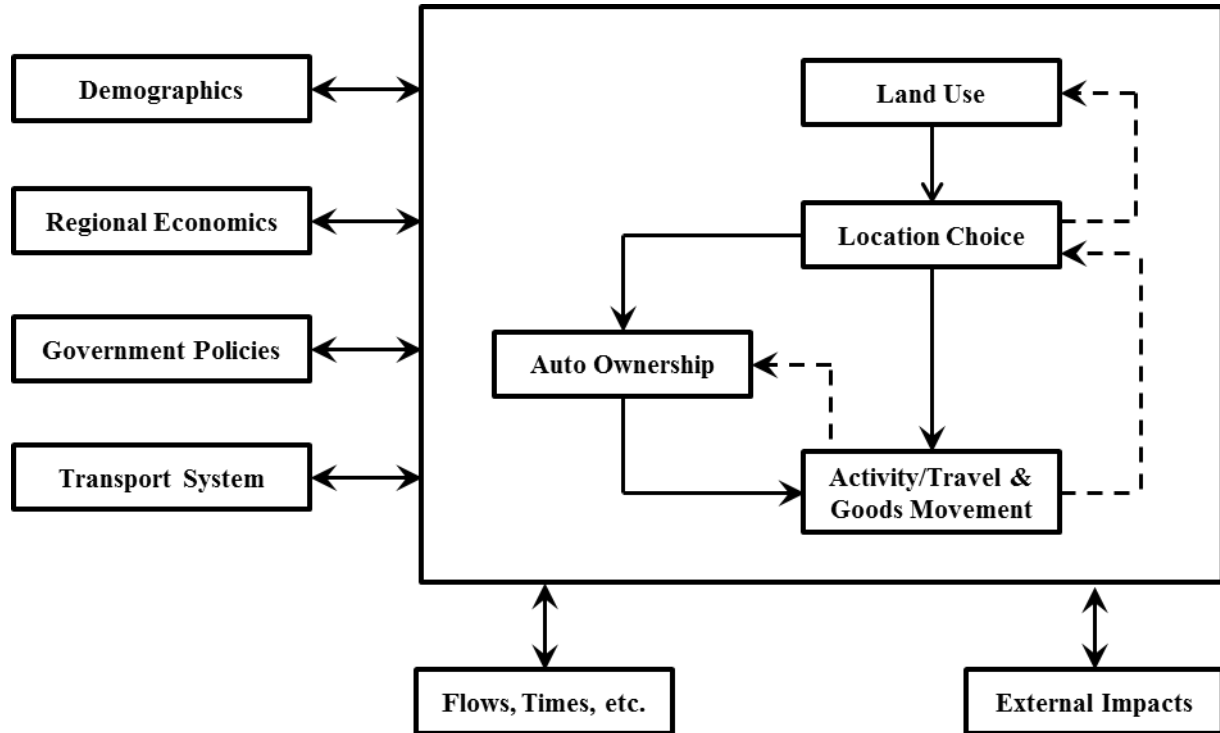 Demographics
Land Use
Regional Economics
Location Choice
Government Policies
Auto Ownership
Transport System
Activity/Travel &
Goods Movement
Flows, Times, etc.
External Impacts